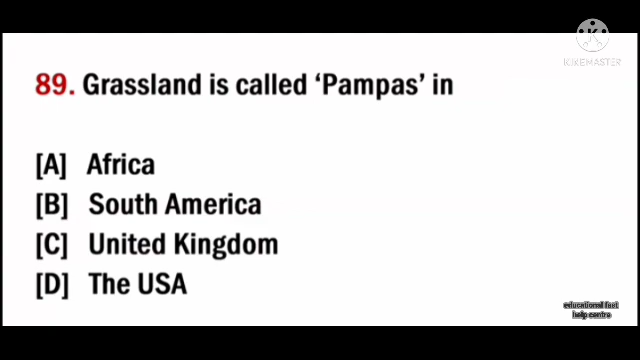 KINEMASTER
89. Grassland is called ‘Pampas’ in
[A] Africa
[B] South America
[C] United Kingdom
[D] The USA
educational fast
help centre